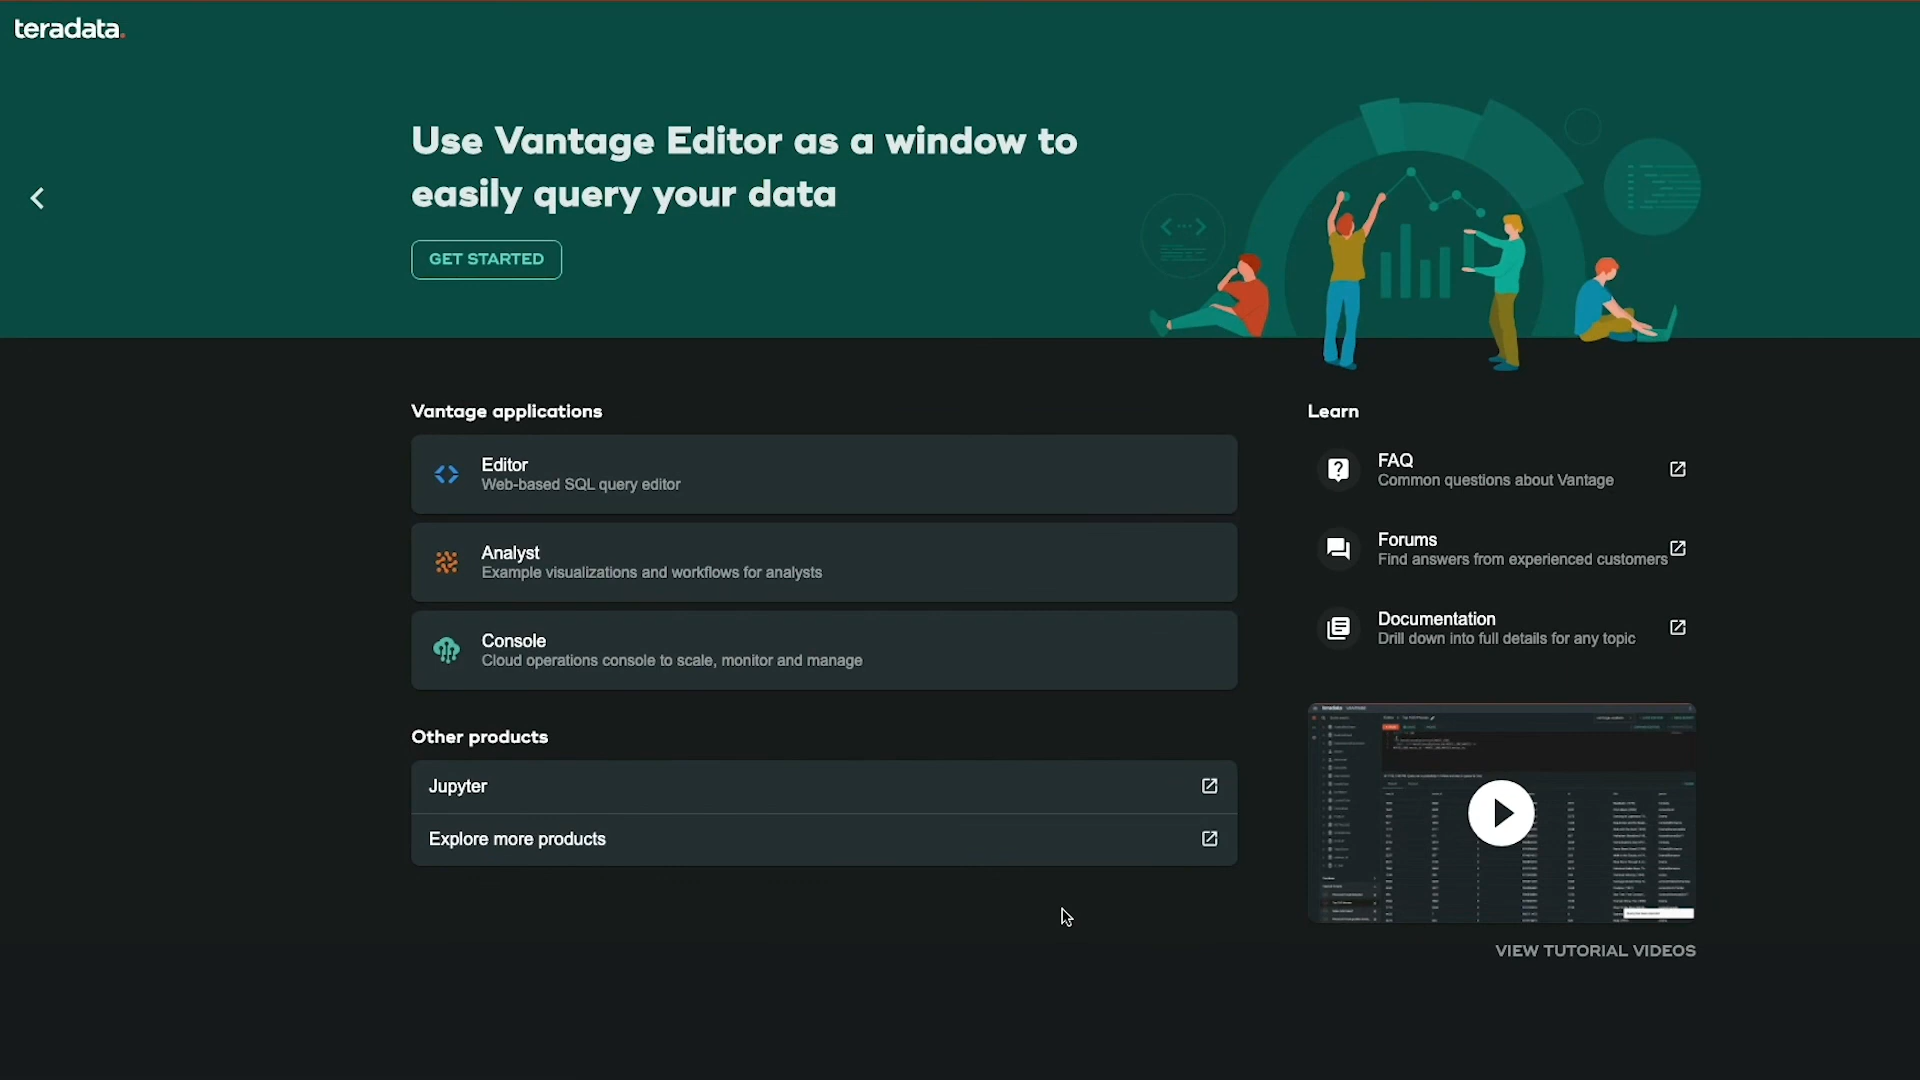 teradata.
Use Vantage Editor as a window to
easily query your data
GET STARTED
Vantage applications
Editor
Web-based SQL query editor
Analyst
Example visualizations and workflows for analysts
Console
Cloud operations console to scale, monitor and manage
Other products
Jupyter
Explore more products
Learn
FAQ
Common questions about Vantage
Forums
Find answers from experienced customers
Documentation
Drill down into full details for any topic
VIEW TUTORIAL VIDEOS